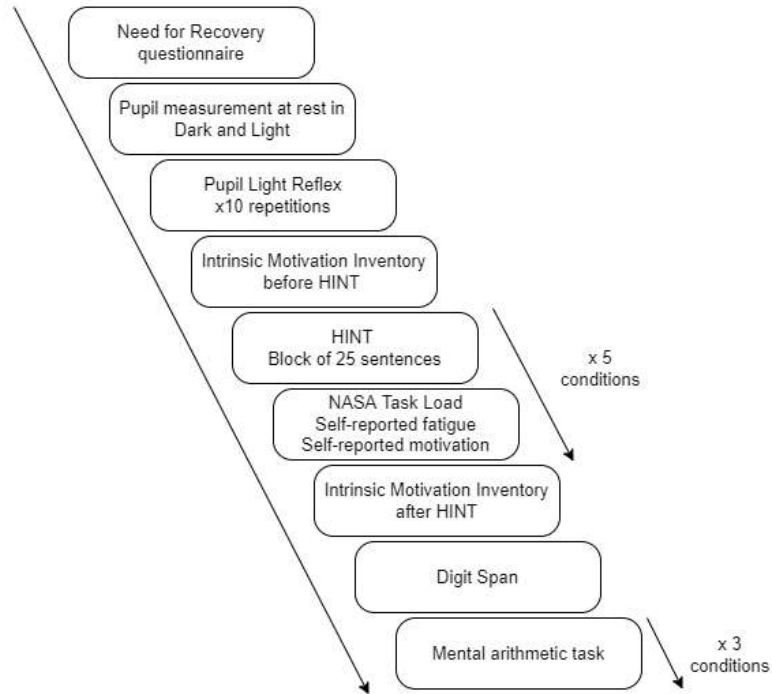 Need for Recovery
questionnaire
Pupil measurement at rest in
Dark and Light
Pupil Light Reflex
x10 repetitions
Intrinsic Motivation Inventory
before HINT
HINT
Block of 25 sentences
x 5
conditions
NASA Task Load
Self-reported fatigue
Self-reported motivation
Intrinsic Motivation Inventory
after HINT
Digit Span
Mental arithmetic task
x 3
conditions